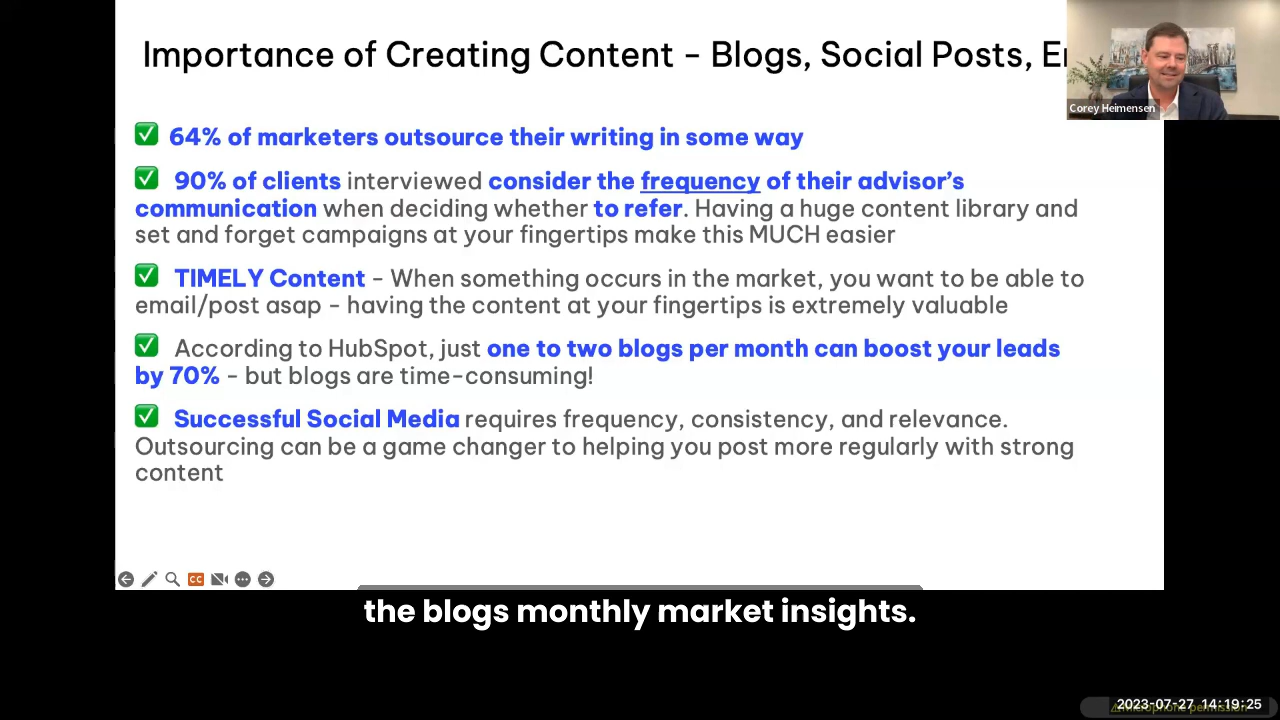 Importance of Creating Content - Blogs, Social Posts,
Corey Heimensen
✅ 64% of marketers outsource their writing in some way
✅ 90% of clients interviewed consider the frequency of their advisor's
communication when deciding whether to refer. Having a huge content library and
set and forget campaigns at your fingertips make this MUCH easier
✅ TIMELY Content - When something occurs in the market, you want to be able to
email/post asap - having the content at your fingertips is extremely valuable
✅ According to HubSpot, just one to two blogs per month can boost your leads
by 70% - but blogs are time-consuming!
✅ Successful Social Media requires frequency, consistency, and relevance.
Outsourcing can be a game changer to helping you post more regularly with strong
content
CC
the blogs monthly market insights.
2023-07-27 14:19:25